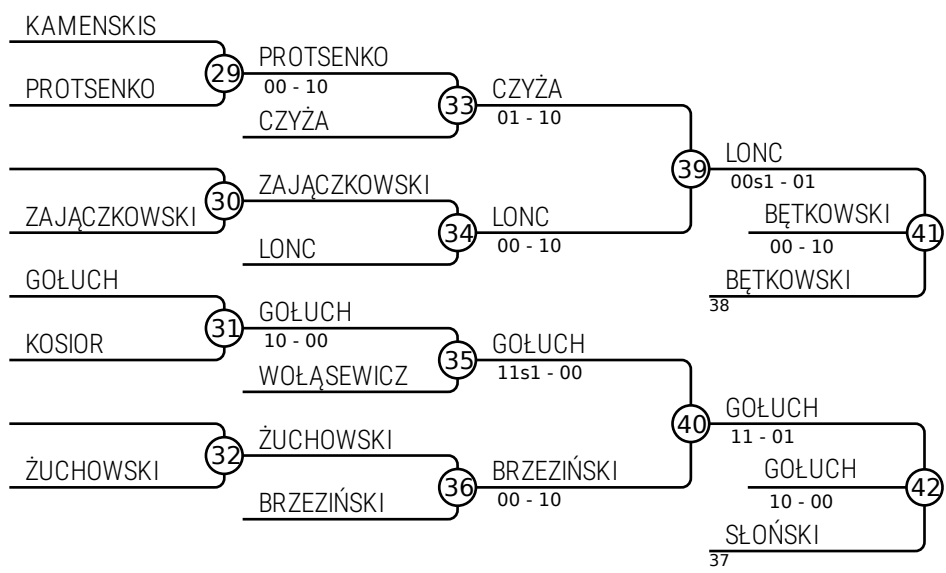 KAMENSKIS
29
PROTSENKO
00 - 10
PROTSENKO
33
CZYŻA
01 - 10
CZYŻA
39
LONC
00s1 - 01
30
ZAJĄCZKOWSKI
ZAJĄCZKOWSKI
34
LONC
00 - 10
LONC
BĘTKOWSKI
41
00 - 10
BĘTKOWSKI
38
GOŁUCH
31
GOŁUCH
10 - 00
KOSIOR
35
GOŁUCH
11s1 - 00
WOŁĄSEWICZ
40
GOŁUCH
11 - 01
32
ŻUCHOWSKI
ŻUCHOWSKI
36
BRZEZIŃSKI
00 - 10
BRZEZIŃSKI
GOŁUCH
42
10 - 00
SŁOŃSKI
37